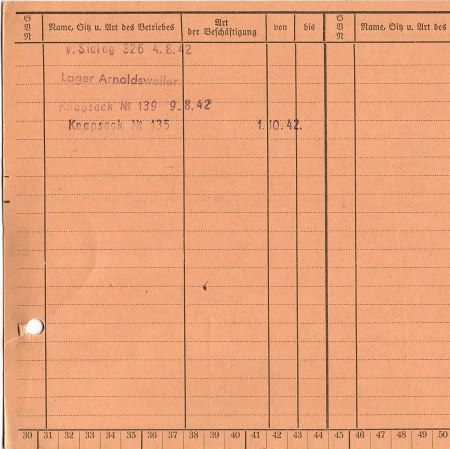 GBN Name, Sitz u. Art des Betriebes Art der Beschäftigung von bis GBN Name, Sitz u. Art des
v. Stalag 326 4.8.42
Lager Arnoldsweiler
Knapsack № 139 9.8.42
Knapsack № 135 1.10.42.
30 31 32 33 34 35 36 37 38 39 40 41 42 43 44 45 46 47 48 49 50